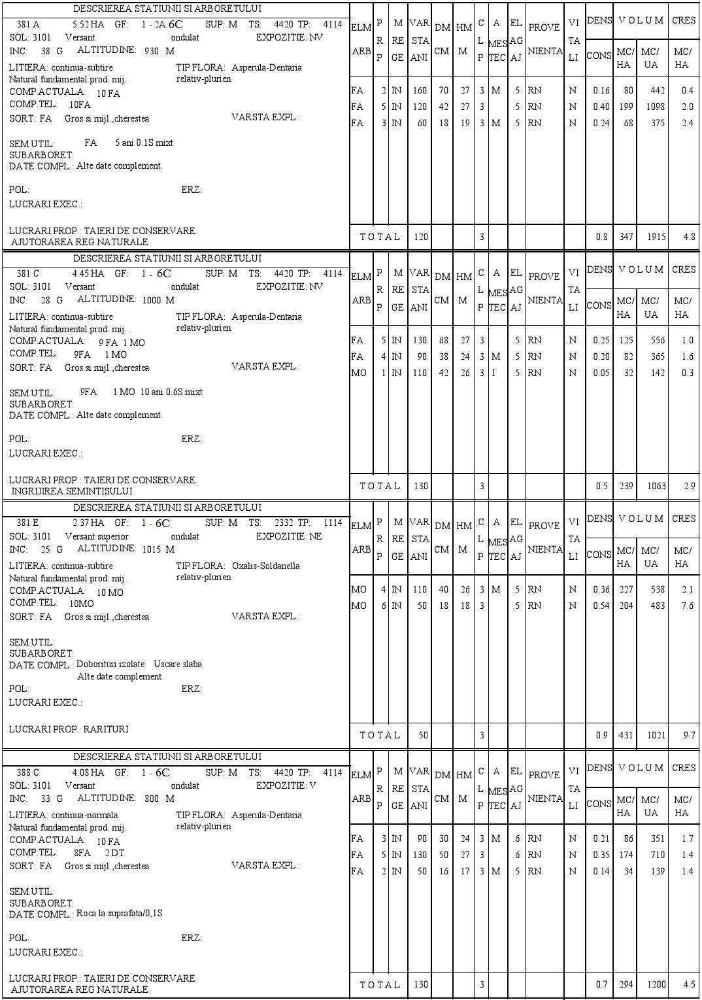 DESCRIEREA STATIUNII SI ARBORETULUI
381 A 5.52 HA GF: 1 - 2A 6C SUP: M TS: 4420 TP: 4114
SOL: 3101 Versant ondulat EXPOZITIE: NV
INC: 38 G ALTITUDINE: 930 M
LITIERA: continua-subtire TIP FLORA: Asperula-Dentaria
Natural fundamental prod. mij. relativ-plurien
COMP.ACTUALA: 10 FA
COMP.TEL: 10FA
SORT: FA Gros si mijl.,cherestea VARSTA EXPL.:
SEM.UTIL: FA 5 ani 0.1S mixt
SUBARBORET:
DATE COMPL.: Alte date complement.
POL: ERZ:
LUCRARI EXEC.:
LUCRARI PROP.: TAIERI DE CONSERVARE
AJUTORAREA REG NATURALE
ELM ARB P R P M RE GE VAR STA ANI DM CM HM M C L P A MES TEC EL AG AJ PROVE NIENTA VI TA LI DENS CONS V O L U M MC/ HA MC/ UA CRES MC/ HA
FA 2 IN 160 70 27 3 M .5 RN N 0.16 80 442 0.4
FA 5 IN 120 42 27 3 .5 RN N 0.40 199 1098 2.0
FA 3 IN 60 18 19 3 M .5 RN N 0.24 68 375 2.4
T O T A L 120 3 0.8 347 1915 4.8
DESCRIEREA STATIUNII SI ARBORETULUI
381 C 4.45 HA GF: 1 - 6C SUP: M TS: 4420 TP: 4114
SOL: 3101 Versant ondulat EXPOZITIE: NV
INC: 28 G ALTITUDINE: 1000 M
LITIERA: continua-subtire TIP FLORA: Asperula-Dentaria
Natural fundamental prod. mij. relativ-plurien
COMP.ACTUALA: 9 FA 1 MO
COMP.TEL: 9FA 1 MO
SORT: FA Gros si mijl.,cherestea VARSTA EXPL.:
SEM.UTIL: 9FA 1 MO 10 ani 0.6S mixt
SUBARBORET:
DATE COMPL.: Alte date complement.
POL: ERZ:
LUCRARI EXEC.:
LUCRARI PROP.: TAIERI DE CONSERVARE
INGRIJIREA SEMINTISULUI
ELM ARB P R P M RE GE VAR STA ANI DM CM HM M C L P A MES TEC EL AG AJ PROVE NIENTA VI TA LI DENS CONS V O L U M MC/ HA MC/ UA CRES MC/ HA
FA 5 IN 130 68 27 3 .5 RN N 0.25 125 556 1.0
FA 4 IN 90 38 24 3 M .5 RN N 0.20 82 365 1.6
MO 1 IN 110 42 26 3 I .5 RN N 0.05 32 142 0.3
T O T A L 130 3 0.5 239 1063 2.9
DESCRIEREA STATIUNII SI ARBORETULUI
381 E 2.37 HA GF: 1 - 6C SUP: M TS: 2332 TP: 1114
SOL: 3101 Versant superior ondulat EXPOZITIE: NE
INC: 25 G ALTITUDINE: 1015 M
LITIERA: continua-subtire TIP FLORA: Oxalis-Soldanella
Natural fundamental prod. mij. relativ-plurien
COMP.ACTUALA: 10 MO
COMP.TEL: 10MO
SORT: FA Gros si mijl.,cherestea VARSTA EXPL.:
SEM.UTIL:
SUBARBORET:
DATE COMPL.: Doborituri izolate Uscare slaba
Alte date complement.
POL: ERZ:
LUCRARI EXEC.:
LUCRARI PROP.: RARITURI
ELM ARB P R P M RE GE VAR STA ANI DM CM HM M C L P A MES TEC EL AG AJ PROVE NIENTA VI TA LI DENS CONS V O L U M MC/ HA MC/ UA CRES MC/ HA
MO 4 IN 110 40 26 3 M .5 RN N 0.36 227 538 2.1
MO 6 IN 50 18 18 3 .5 RN N 0.54 204 483 7.6
T O T A L 50 3 0.9 431 1021 9.7
DESCRIEREA STATIUNII SI ARBORETULUI
388 C 4.08 HA GF: 1 - 6C SUP: M TS: 4420 TP: 4114
SOL: 3101 Versant ondulat EXPOZITIE: V
INC: 33 G ALTITUDINE: 800 M
LITIERA: continua-normala TIP FLORA: Asperula-Dentaria
Natural fundamental prod. mij. relativ-plurien
COMP.ACTUALA: 10 FA
COMP.TEL: 8FA 2 DT
SORT: FA Gros si mijl.,cherestea VARSTA EXPL.:
SEM.UTIL:
SUBARBORET:
DATE COMPL.: Roca la suprafata/0,1S
POL: ERZ:
LUCRARI EXEC.:
LUCRARI PROP.: TAIERI DE CONSERVARE
AJUTORAREA REG NATURALE
ELM ARB P R P M RE GE VAR STA ANI DM CM HM M C L P A MES TEC EL AG AJ PROVE NIENTA VI TA LI DENS CONS V O L U M MC/ HA MC/ UA CRES MC/ HA
FA 3 IN 90 30 24 3 M .6 RN N 0.21 86 351 1.7
FA 5 IN 130 50 27 3 .6 RN N 0.35 174 710 1.4
FA 2 IN 50 16 17 3 M .5 RN N 0.14 34 139 1.4
T O T A L 130 3 0.7 294 1200 4.5